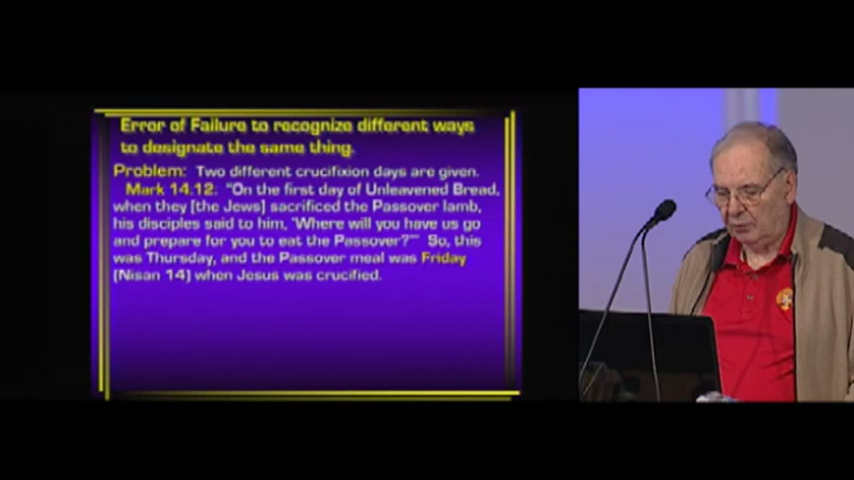 Error of Failure to recognize different ways
to designate the same thing.
Problem: Two different crucifixion days are given.
Mark 14.12: "On the first day of Unleavened Bread,
when they [the Jews] sacrificed the Passover lamb,
his disciples said to him, 'Where will you have us go
and prepare for you to eat the Passover?'" So, this
was Thursday, and the Passover meal was Friday
[Nisan 14] when Jesus was crucified.